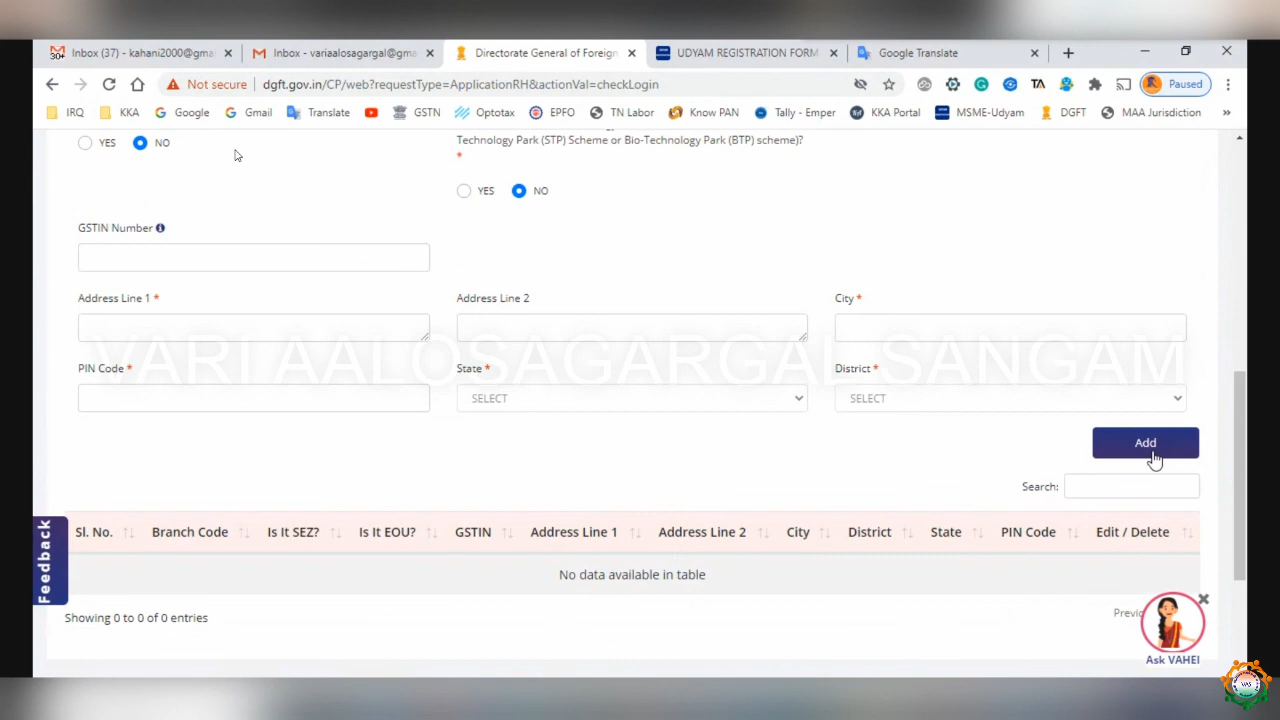 Inbox (37) - kahani2000@gma
Inbox - variaalosagargal@gma
Directorate General of Foreign
UDYAM REGISTRATION FORM
Google Translate
Not secure
dgft.gov.in/CP/web?requestType=ApplicationRH&actionVal=checkLogin
Paused
IRQ
KKA
Google
Gmail
Translate
GSTN
Optotax
EPFO
TN Labor
Know PAN
Tally - Emper
KKA Portal
MSME-Udyam
DGFT
MAA Jurisdiction
Technology Park (STP) Scheme or Bio-Technology Park (BTP) scheme)?
*
YES NO
YES NO
GSTIN Number
Address Line 1 *
Address Line 2
City *
VARI AALOSAGARGAL SANGAM
PIN Code *
State *
District *
SELECT
SELECT
Add
Search:
Sl. No. Branch Code Is It SEZ? Is It EOU? GSTIN Address Line 1 Address Line 2 City District State PIN Code Edit / Delete
No data available in table
Showing 0 to 0 of 0 entries
Feedback
Ask VAHEI
VAS